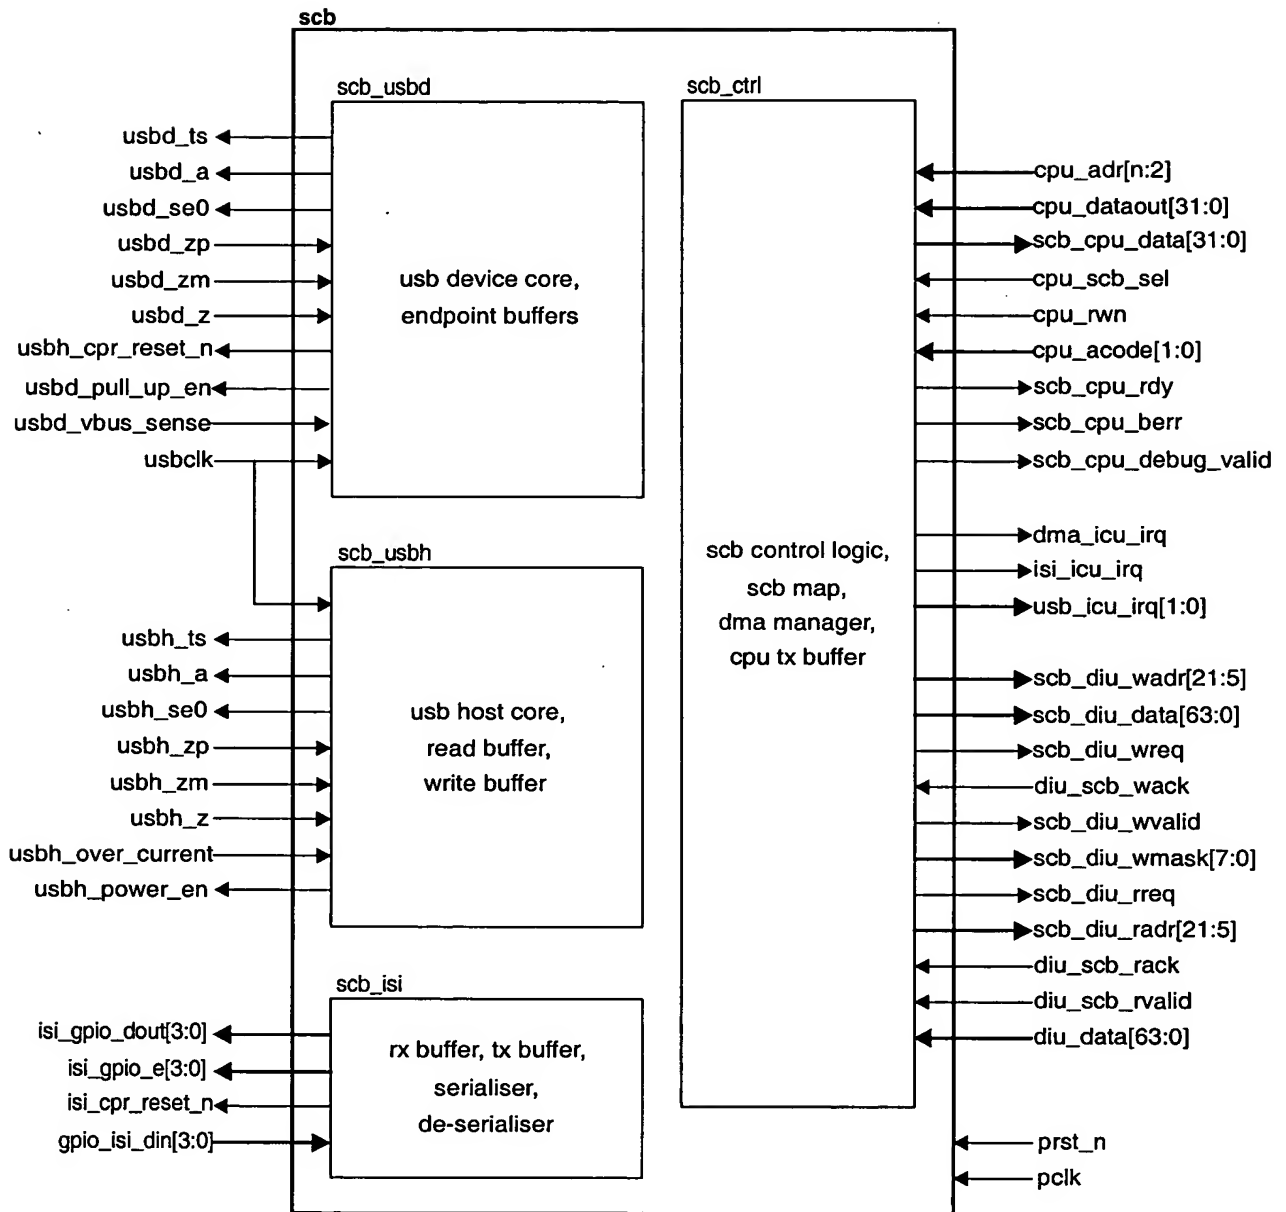 scb
scb_usbd
usbd_ts
usbd_a
usbd_se0
usbd_zp
usbd_zm
usbd_z
usbh_cpr_reset_n
usbd_pull_up_en
usbd_vbus_sense
usbclk
usb device core,
endpoint buffers
scb_usbh
usbh_ts
usbh_a
usbh_se0
usbh_zp
usbh_zm
usbh_z
usbh_over_current
usbh_power_en
usb host core,
read buffer,
write buffer
scb_isi
isi_gpio_dout[3:0]
isi_gpio_e[3:0]
isi_cpr_reset_n
gpio_isi_din[3:0]
rx buffer, tx buffer,
serialiser,
de-serialiser
scb_ctrl
scb control logic,
scb map,
dma manager,
cpu tx buffer
cpu_adr[n:2]
cpu_dataout[31:0]
scb_cpu_data[31:0]
cpu_scb_sel
cpu_rwn
cpu_acode[1:0]
scb_cpu_rdy
scb_cpu_berr
scb_cpu_debug_valid
dma_icu_irq
isi_icu_irq
usb_icu_irq[1:0]
scb_diu_wadr[21:5]
scb_diu_data[63:0]
scb_diu_wreq
diu_scb_wack
scb_diu_wvalid
scb_diu_wmask[7:0]
scb_diu_rreq
scb_diu_radr[21:5]
diu_scb_rack
diu_scb_rvalid
diu_data[63:0]
prst_n
pclk